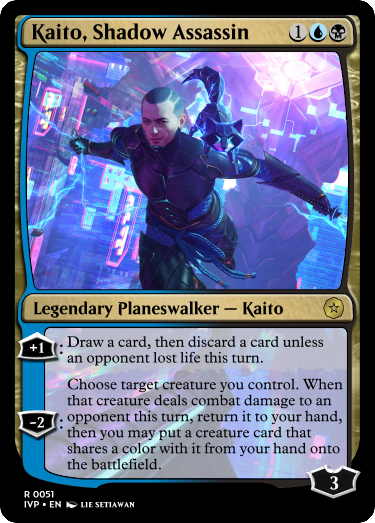 Kaito, Shadow Assassin 1
Legendary Planeswalker — Kaito
+1: Draw a card, then discard a card unless
an opponent lost life this turn.
Choose target creature you control. When
that creature deals combat damage to an
-2: opponent this turn, return it to your hand,
then you may put a creature card that
shares a color with it from your hand onto
the battlefield.
3
R 0051
IVP • EN LIE SETIAWAN